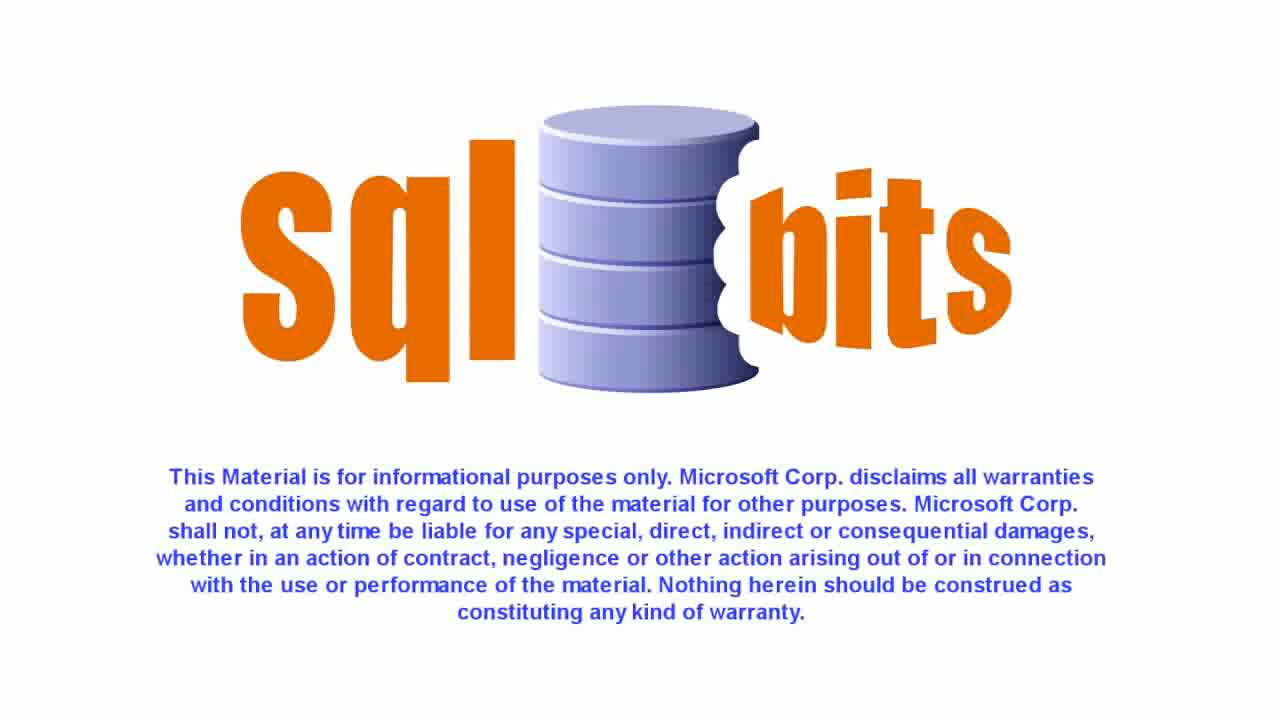 sql bits
This Material is for informational purposes only. Microsoft Corp. disclaims all warranties
and conditions with regard to use of the material for other purposes. Microsoft Corp.
shall not, at any time be liable for any special, direct, indirect or consequential damages,
whether in an action of contract, negligence or other action arising out of or in connection
with the use or performance of the material. Nothing herein should be construed as
constituting any kind of warranty.